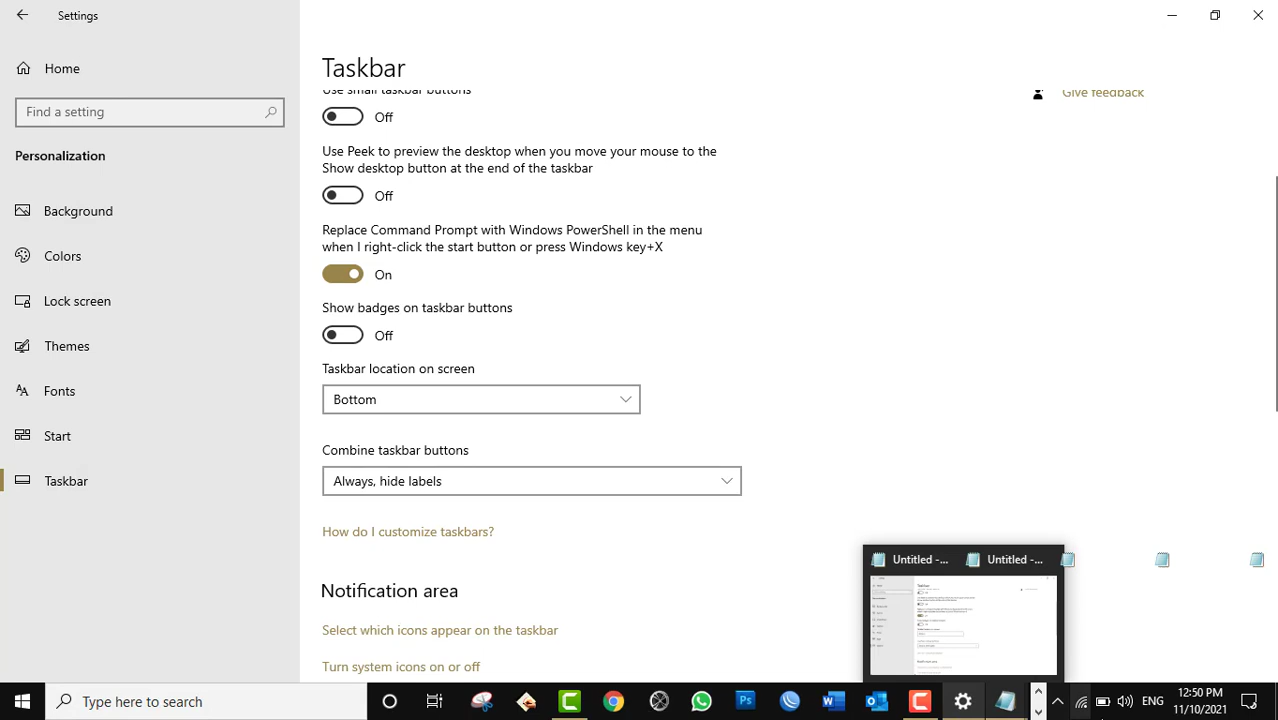 Settings
Home
Find a setting
Personalization
Background
Colors
Lock screen
Themes
Fonts
Start
Taskbar
Taskbar
Use small taskbar buttons
Off
Use Peek to preview the desktop when you move your mouse to the
Show desktop button at the end of the taskbar
Off
Replace Command Prompt with Windows PowerShell in the menu
when I right-click the start button or press Windows key+X
On
Show badges on taskbar buttons
Off
Taskbar location on screen
Bottom
Combine taskbar buttons
Always, hide labels
How do I customize taskbars?
Notification area
Select which icons appear on the taskbar
Turn system icons on or off
Give feedback
Untitled -... Untitled -...
Type here to search
Ps
ENG
12:50 PM
11/10/2021